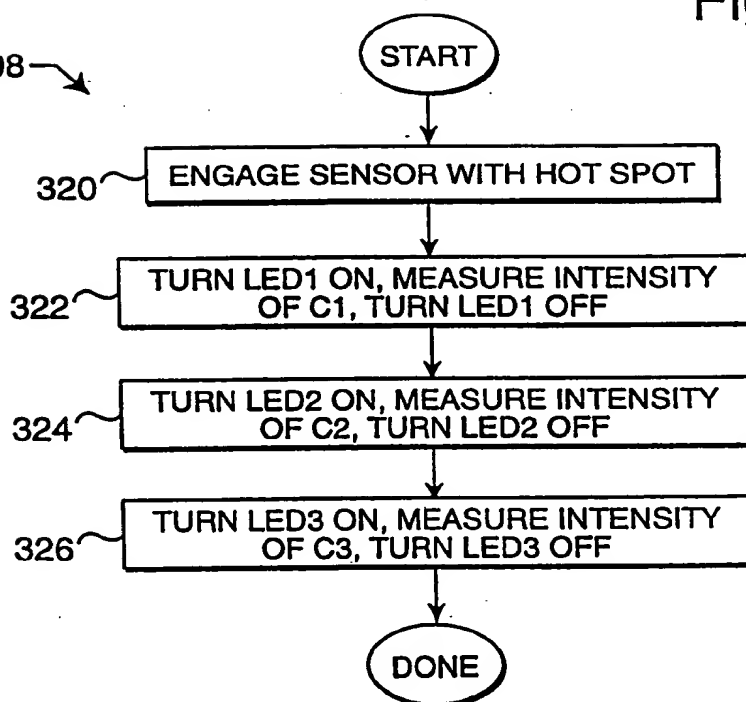 Fig
START
98
320
ENGAGE SENSOR WITH HOT SPOT
322
TURN LED1 ON, MEASURE INTENSITY
OF C1, TURN LED1 OFF
324
TURN LED2 ON, MEASURE INTENSITY
OF C2, TURN LED2 OFF
326
TURN LED3 ON, MEASURE INTENSITY
OF C3, TURN LED3 OFF
DONE